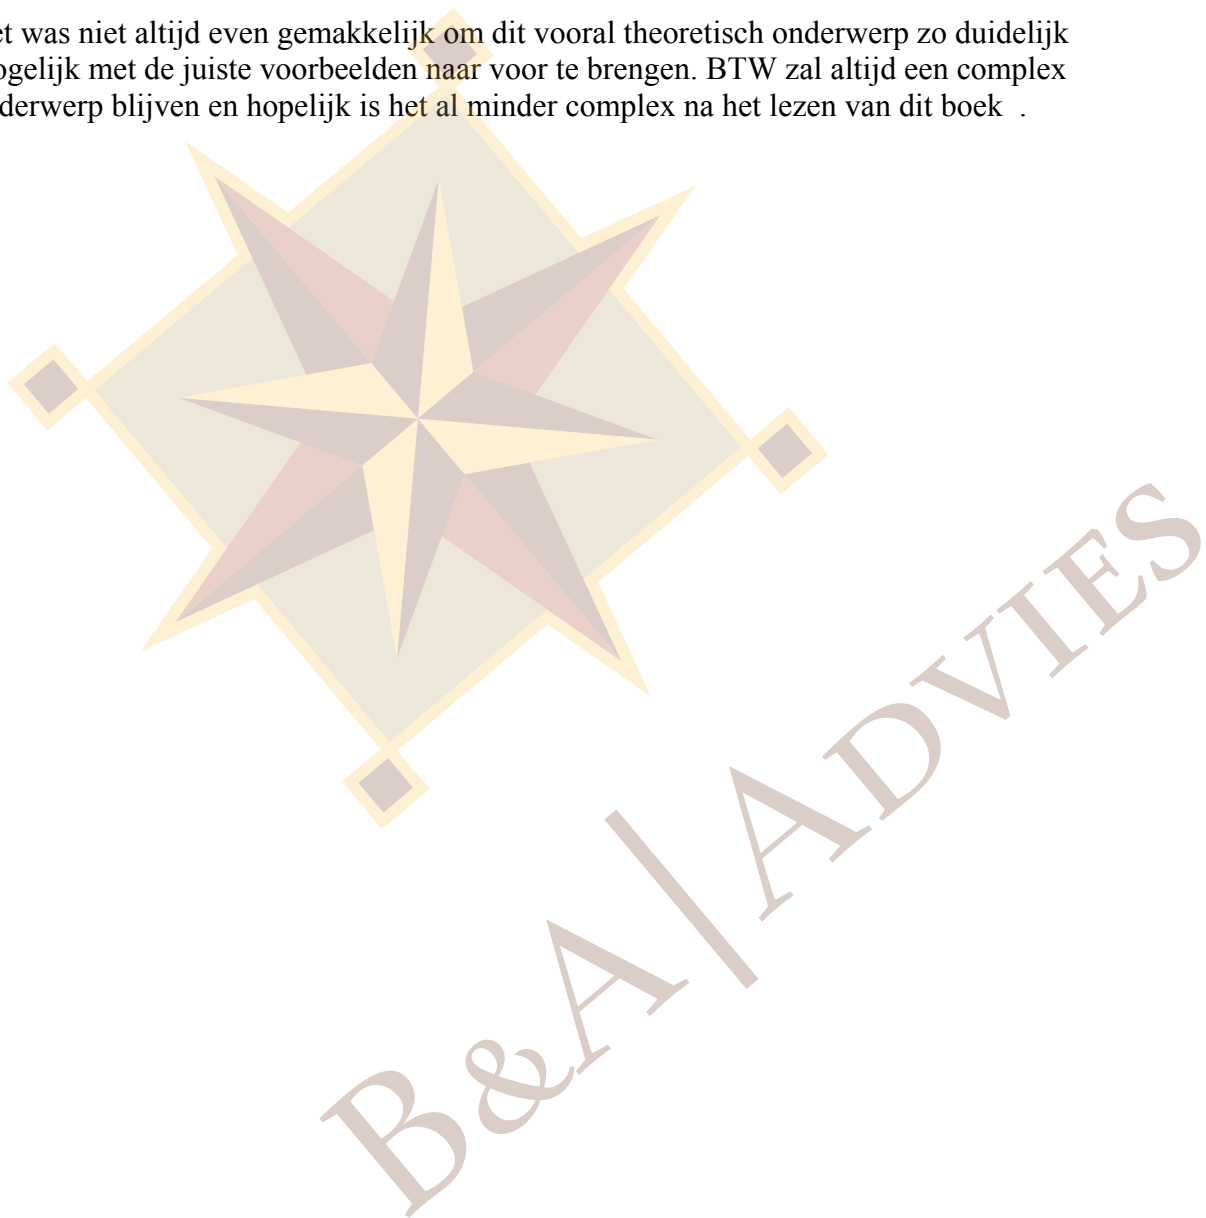 et was niet altijd even gemakkelijk om dit vooral theoretisch onderwerp zo duidelijk
ogelijk met de juiste voorbeelden naar voor te brengen. BTW zal altijd een complex
derwerp blijven en hopelijk is het al minder complex na het lezen van dit boek .
B&A|ADVIES